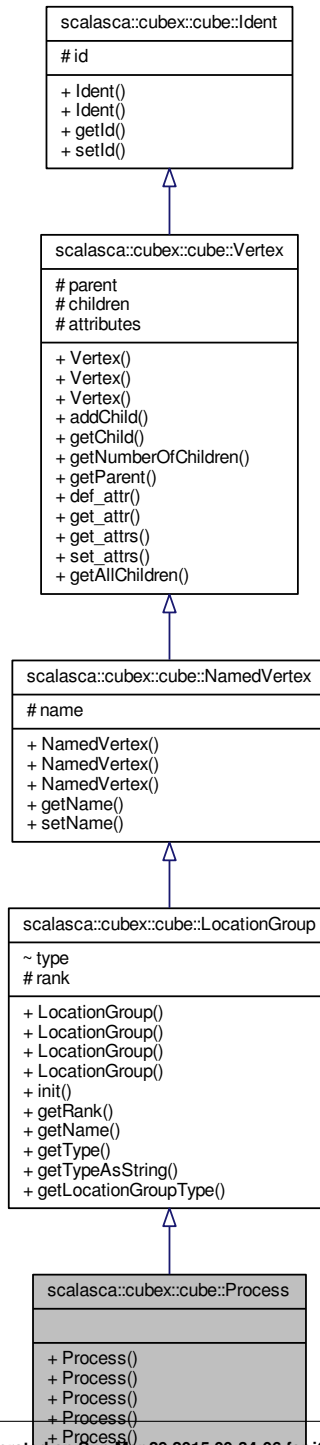 scalasca::cubex::cube::Ident
# id
+ Ident()
+ Ident()
+ getId()
+ setId()
scalasca::cubex::cube::Vertex
# parent
# children
# attributes
+ Vertex()
+ Vertex()
+ Vertex()
+ addChild()
+ getChild()
+ getNumberOfChildren()
+ getParent()
+ def_attr()
+ get_attr()
+ get_attrs()
+ set_attrs()
+ getAllChildren()
scalasca::cubex::cube::NamedVertex
# name
+ NamedVertex()
+ NamedVertex()
+ NamedVertex()
+ getName()
+ setName()
scalasca::cubex::cube::LocationGroup
~ type
# rank
+ LocationGroup()
+ LocationGroup()
+ LocationGroup()
+ LocationGroup()
+ init()
+ getRank()
+ getName()
+ getType()
+ getTypeAsString()
+ getLocationGroupType()
scalasca::cubex::cube::Process
+ Process()
+ Process()
+ Process()
+ Process()
+ Process()